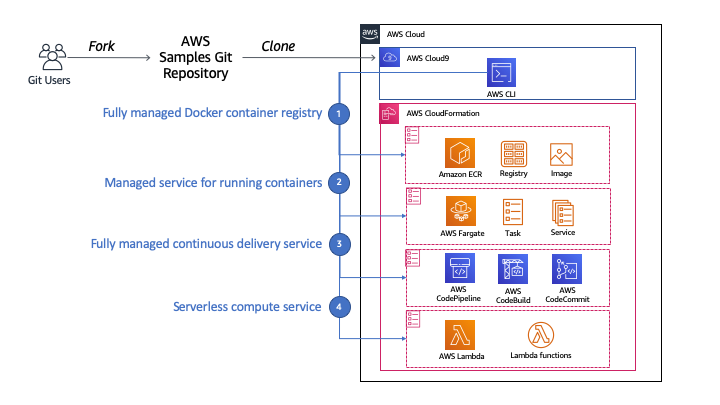 Git Users
Fork
AWS
Samples Git
Repository
Clone
aws
AWS Cloud
AWS Cloud9
AWS CLI
AWS CloudFormation
Fully managed Docker container registry
1
Amazon ECR
Registry
Image
Managed service for running containers
2
AWS Fargate
Task
Service
Fully managed continuous delivery service
3
AWS
CodePipeline
AWS
CodeBuild
AWS
CodeCommit
Serverless compute service
4
AWS Lambda
Lambda functions